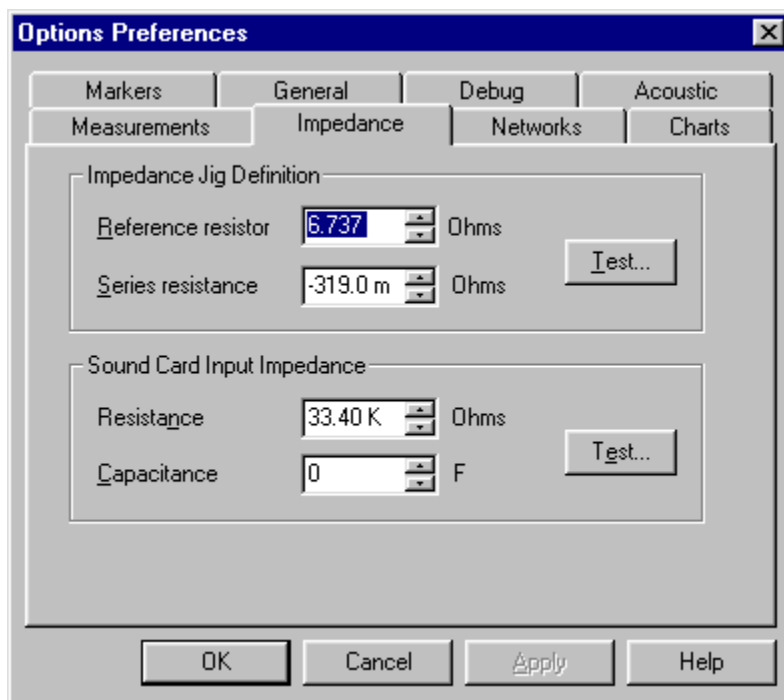 Options Preferences
Markers General Debug Acoustic
Measurements Impedance Networks Charts
Impedance Jig Definition
Reference resistor 6.737 Ohms
Test...
Series resistance -319.0 m Ohms
Sound Card Input Impedance
Resistance 33.40 K Ohms
Test...
Capacitance 0 F
OK Cancel Apply Help